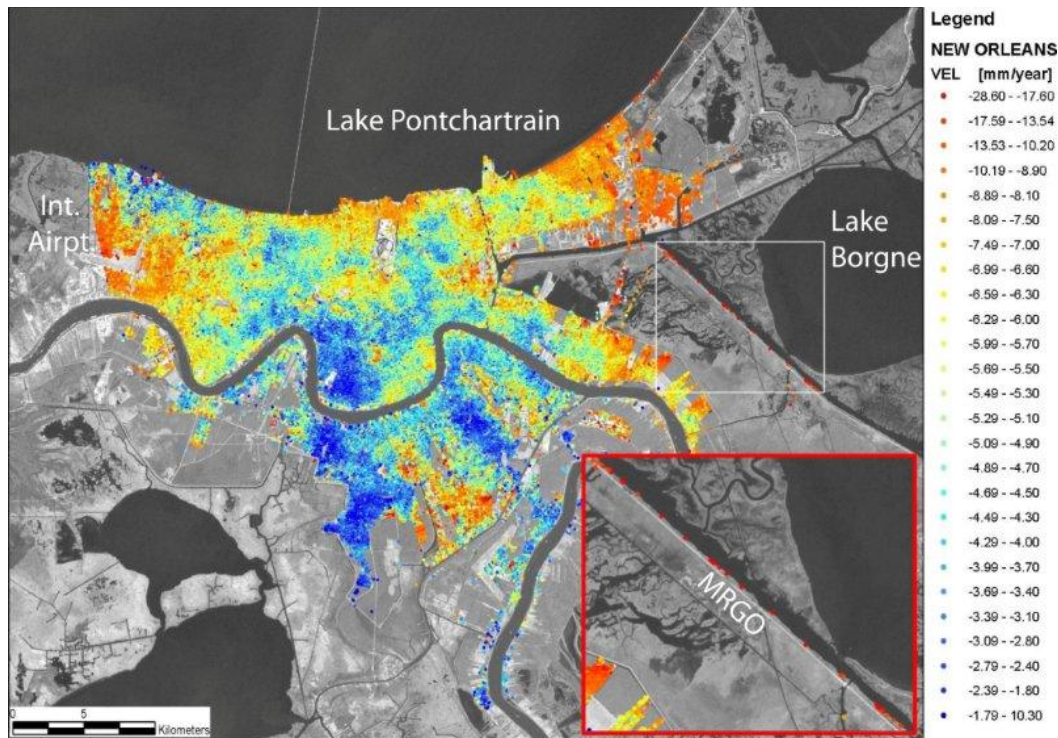 Lake Pontchartrain
Int.
Airpt.
Lake
Borgne
MRGO
0 5
Kilometers
Legend
NEW ORLEANS
VEL [mm/year]
-28.60 - -17.60
-17.59 - -13.54
-13.53 - -10.20
-10.19 - -8.90
-8.89 - -8.10
-8.09 - -7.50
-7.49 - -7.00
-6.99 - -6.60
-6.59 - -6.30
-6.29 - -6.00
-5.99 - -5.70
-5.69 - -5.50
-5.49 - -5.30
-5.29 - -5.10
-5.09 - -4.90
-4.89 - -4.70
-4.69 - -4.50
-4.49 - -4.30
-4.29 - -4.00
-3.99 - -3.70
-3.69 - -3.40
-3.39 - -3.10
-3.09 - -2.80
-2.79 - -2.40
-2.39 - -1.80
-1.79 - 10.30